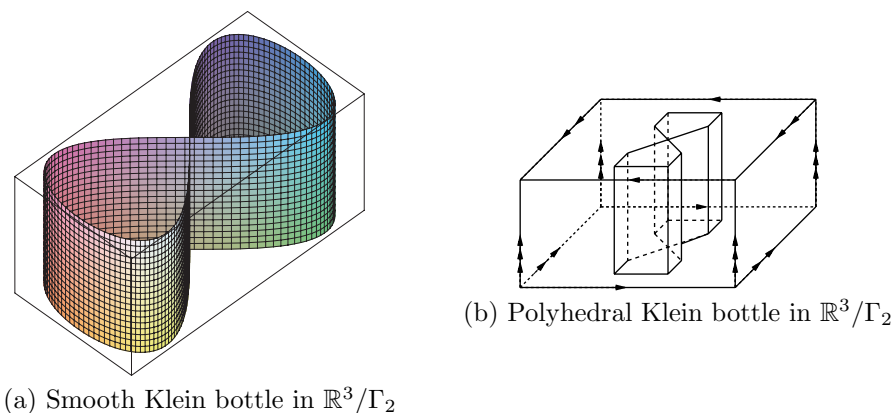 (b) Polyhedral Klein bottle in ℝ³/Γ₂
(a) Smooth Klein bottle in ℝ³/Γ₂